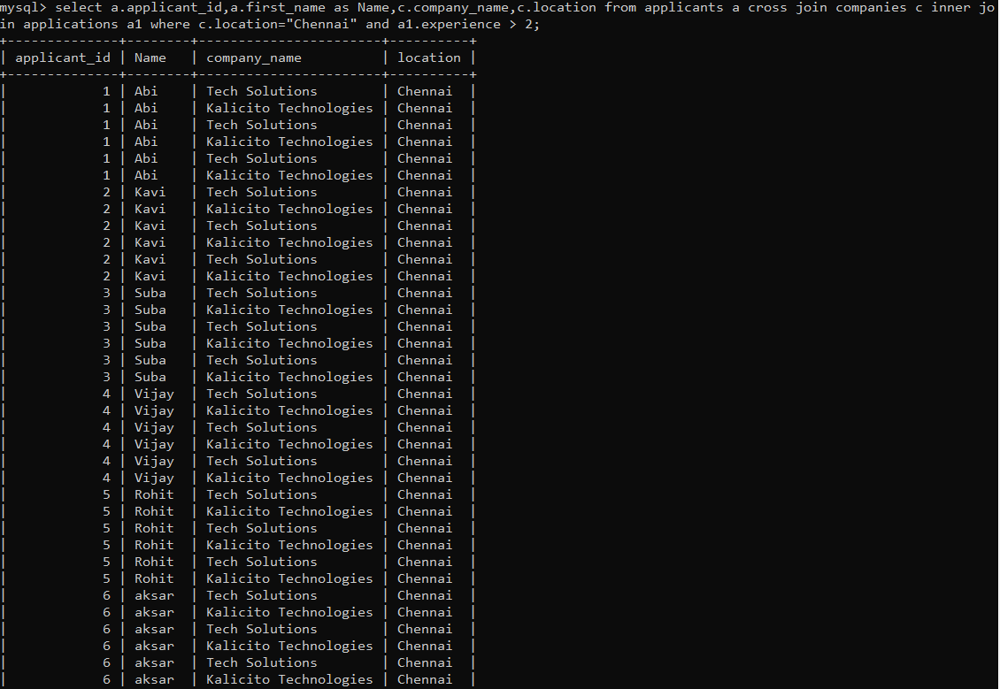 mysql> select a.applicant_id,a.first_name as Name,c.company_name,c.location from applicants a cross join companies c inner jo
in applications a1 where c.location="Chennai" and a1.experience > 2;
+--------------+--------+-----------------------+----------+
| applicant_id | Name   | company_name          | location |
+--------------+--------+-----------------------+----------+
|            1 | Abi    | Tech Solutions        | Chennai  |
|            1 | Abi    | Kalicito Technologies | Chennai  |
|            1 | Abi    | Tech Solutions        | Chennai  |
|            1 | Abi    | Kalicito Technologies | Chennai  |
|            1 | Abi    | Tech Solutions        | Chennai  |
|            1 | Abi    | Kalicito Technologies | Chennai  |
|            2 | Kavi   | Tech Solutions        | Chennai  |
|            2 | Kavi   | Kalicito Technologies | Chennai  |
|            2 | Kavi   | Tech Solutions        | Chennai  |
|            2 | Kavi   | Kalicito Technologies | Chennai  |
|            2 | Kavi   | Tech Solutions        | Chennai  |
|            2 | Kavi   | Kalicito Technologies | Chennai  |
|            3 | Suba   | Tech Solutions        | Chennai  |
|            3 | Suba   | Kalicito Technologies | Chennai  |
|            3 | Suba   | Tech Solutions        | Chennai  |
|            3 | Suba   | Kalicito Technologies | Chennai  |
|            3 | Suba   | Tech Solutions        | Chennai  |
|            3 | Suba   | Kalicito Technologies | Chennai  |
|            4 | Vijay  | Tech Solutions        | Chennai  |
|            4 | Vijay  | Kalicito Technologies | Chennai  |
|            4 | Vijay  | Tech Solutions        | Chennai  |
|            4 | Vijay  | Kalicito Technologies | Chennai  |
|            4 | Vijay  | Tech Solutions        | Chennai  |
|            4 | Vijay  | Kalicito Technologies | Chennai  |
|            5 | Rohit  | Tech Solutions        | Chennai  |
|            5 | Rohit  | Kalicito Technologies | Chennai  |
|            5 | Rohit  | Tech Solutions        | Chennai  |
|            5 | Rohit  | Kalicito Technologies | Chennai  |
|            5 | Rohit  | Tech Solutions        | Chennai  |
|            5 | Rohit  | Kalicito Technologies | Chennai  |
|            6 | aksar  | Tech Solutions        | Chennai  |
|            6 | aksar  | Kalicito Technologies | Chennai  |
|            6 | aksar  | Tech Solutions        | Chennai  |
|            6 | aksar  | Kalicito Technologies | Chennai  |
|            6 | aksar  | Tech Solutions        | Chennai  |
|            6 | aksar  | Kalicito Technologies | Chennai  |